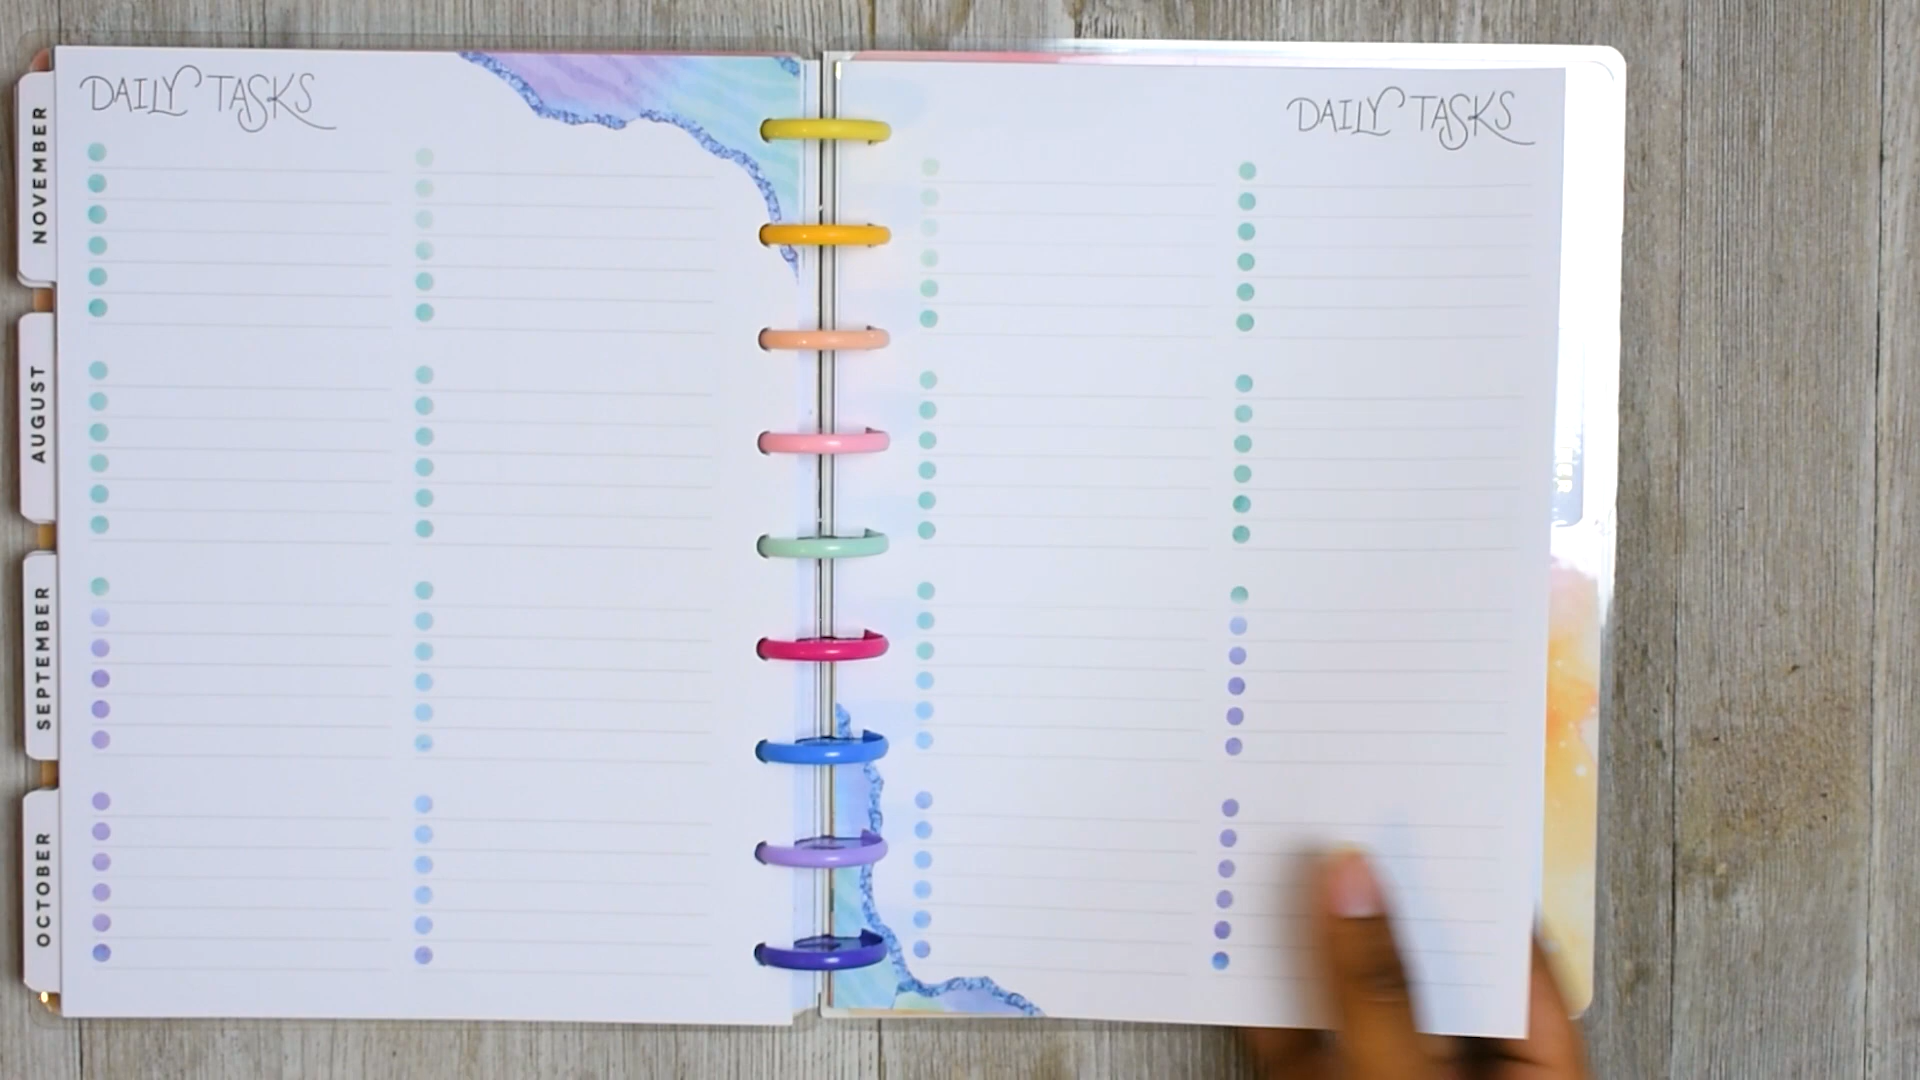 DAILY TASKS
DAILY TASKS
NOVEMBER
AUGUST
SEPTEMBER
OCTOBER